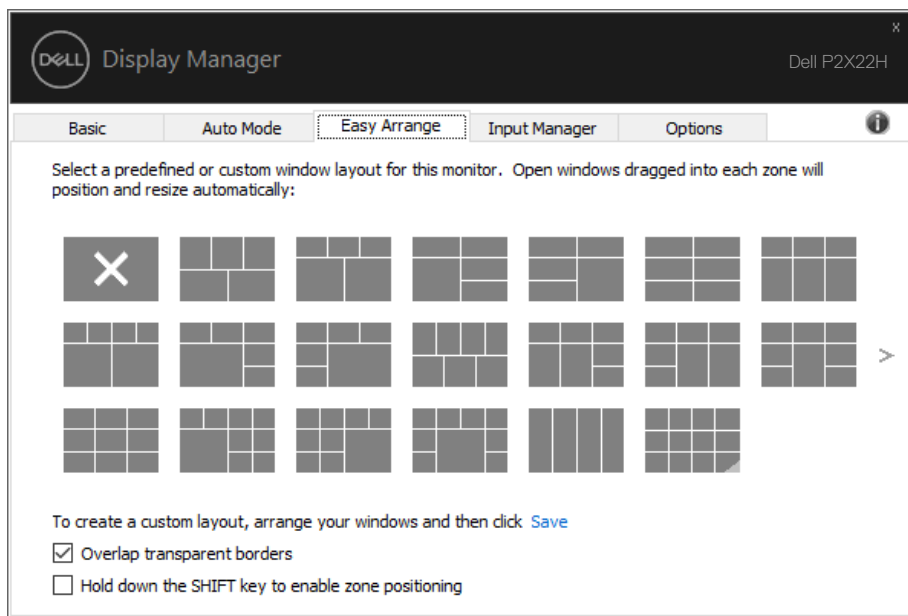 x
DELL
Display Manager
Dell P2X22H
Basic
Auto Mode
Easy Arrange
Input Manager
Options
i
Select a predefined or custom window layout for this monitor. Open windows dragged into each zone will
position and resize automatically:
>
To create a custom layout, arrange your windows and then click Save
Overlap transparent borders
Hold down the SHIFT key to enable zone positioning